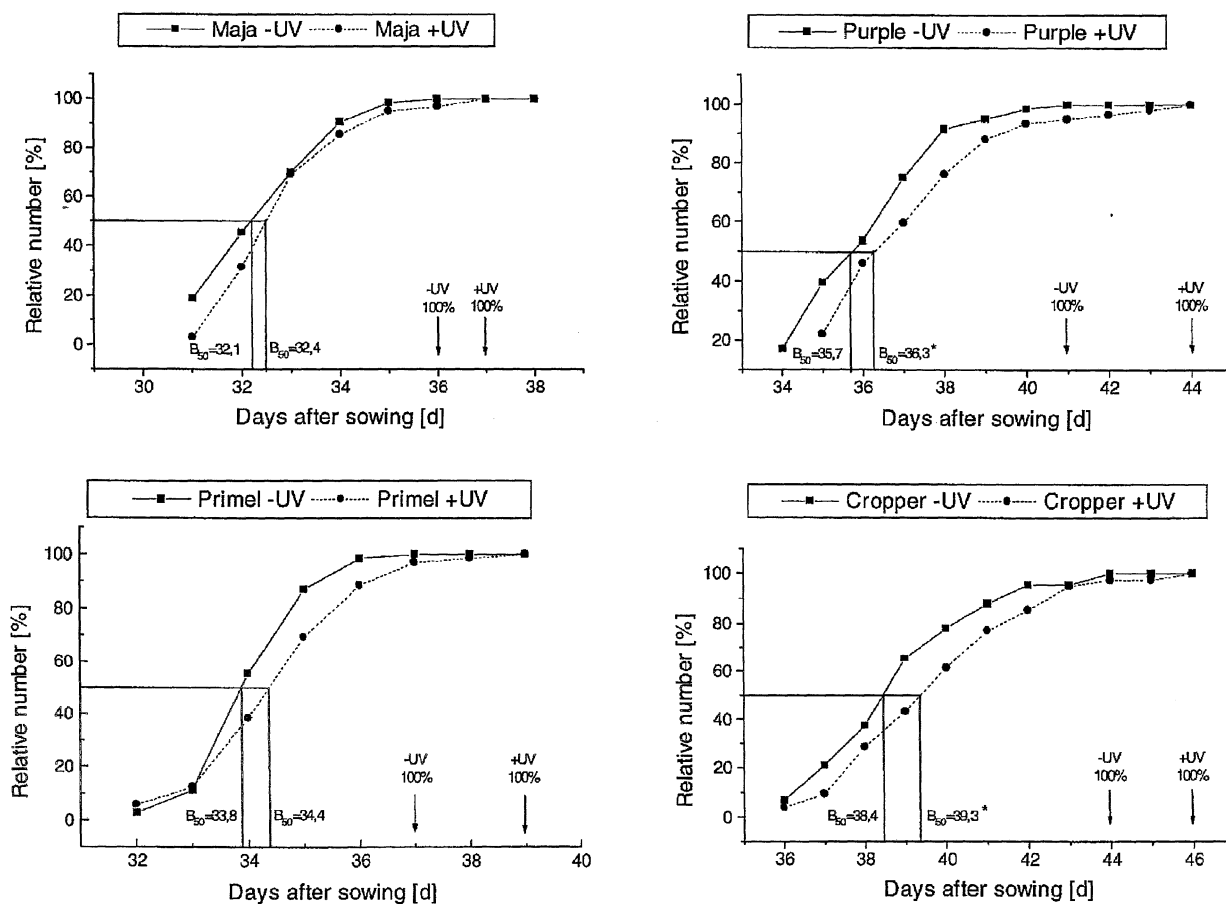 Maja -UV Maja +UV
Relative number [%]
100
80
60
40
20
0
-UV
100%
+UV
100%
B50=32,1
B50=32,4
30 32 34 36 38
Days after sowing [d]
Purple -UV Purple +UV
Relative number [%]
100
80
60
40
20
-UV
100%
+UV
100%
B50=35,7
B50=36,3*
34 36 38 40 42 44
Days after sowing [d]
Primel -UV Primel +UV
Relative number [%]
100
80
60
40
20
0
-UV
100%
+UV
100%
B50=33,8
B50=34,4
32 34 36 38 40
Days after sowing [d]
Cropper -UV Cropper +UV
Relative number [%]
100
80
60
40
20
0
-UV
100%
+UV
100%
B50=38,4
B50=39,3*
36 38 40 42 44 46
Days after sowing [d]